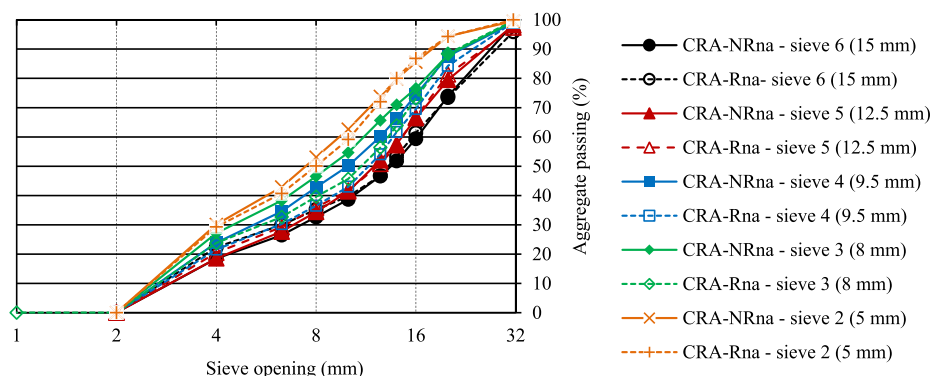 100
90
80
70
60
50
40
30
20
10
0
Aggregate passing (%)
1 2 4 8 16 32
Sieve opening (mm)
CRA-NRna - sieve 6 (15 mm)
CRA-Rna- sieve 6 (15 mm)
CRA-NRna - sieve 5 (12.5 mm)
CRA-Rna - sieve 5 (12.5 mm)
CRA-NRna - sieve 4 (9.5 mm)
CRA-Rna - sieve 4 (9.5 mm)
CRA-NRna - sieve 3 (8 mm)
CRA-Rna - sieve 3 (8 mm)
CRA-NRna - sieve 2 (5 mm)
CRA-Rna - sieve 2 (5 mm)